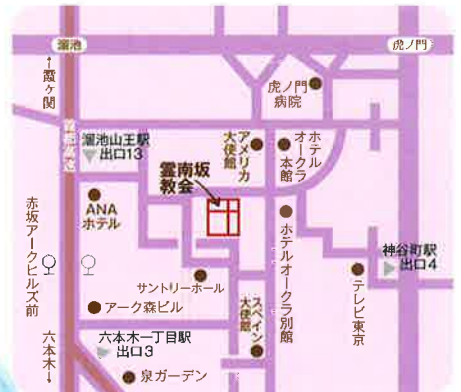 溜池
虎ノ門
←霞ヶ関
首都高速
虎ノ門
病院
溜池山王駅
出口13
アメリカ
大使館
ホテル
オークラ
本館
霊南坂
教会
ANA
ホテル
赤坂アークヒルズ前
ホテルオークラ別館
神谷町駅
出口4
サントリーホール
アーク森ビル
スペイン
大使館
テレビ東京
六本木→
六本木一丁目駅
出口3
泉ガーデン